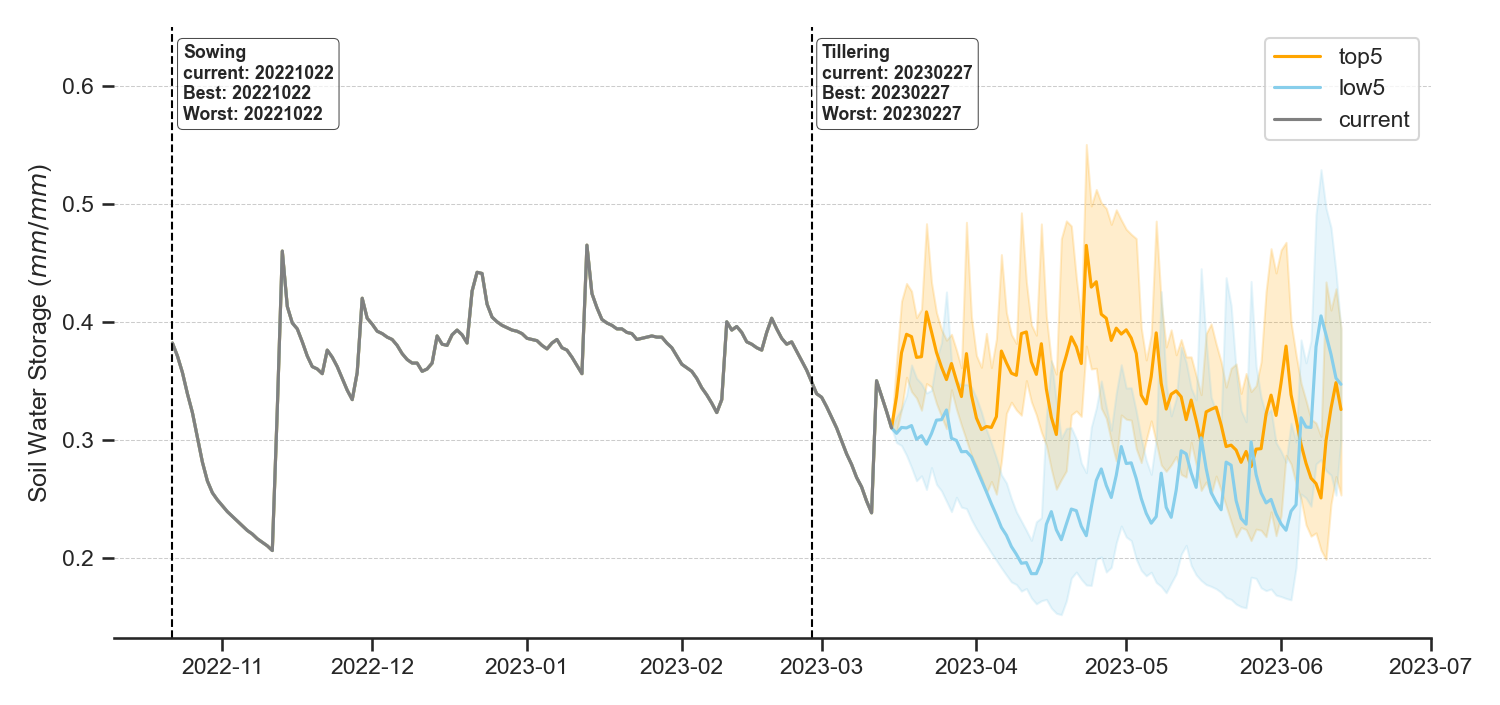 Sowing
current: 20221022
Best: 20221022
Worst: 20221022
Tillering
current: 20230227
Best: 20230227
Worst: 20230227
top5
low5
current
0.6
0.5
0.4
0.3
0.2
Soil Water Storage (mm/mm)
2022-11
2022-12
2023-01
2023-02
2023-03
2023-04
2023-05
2023-06
2023-07